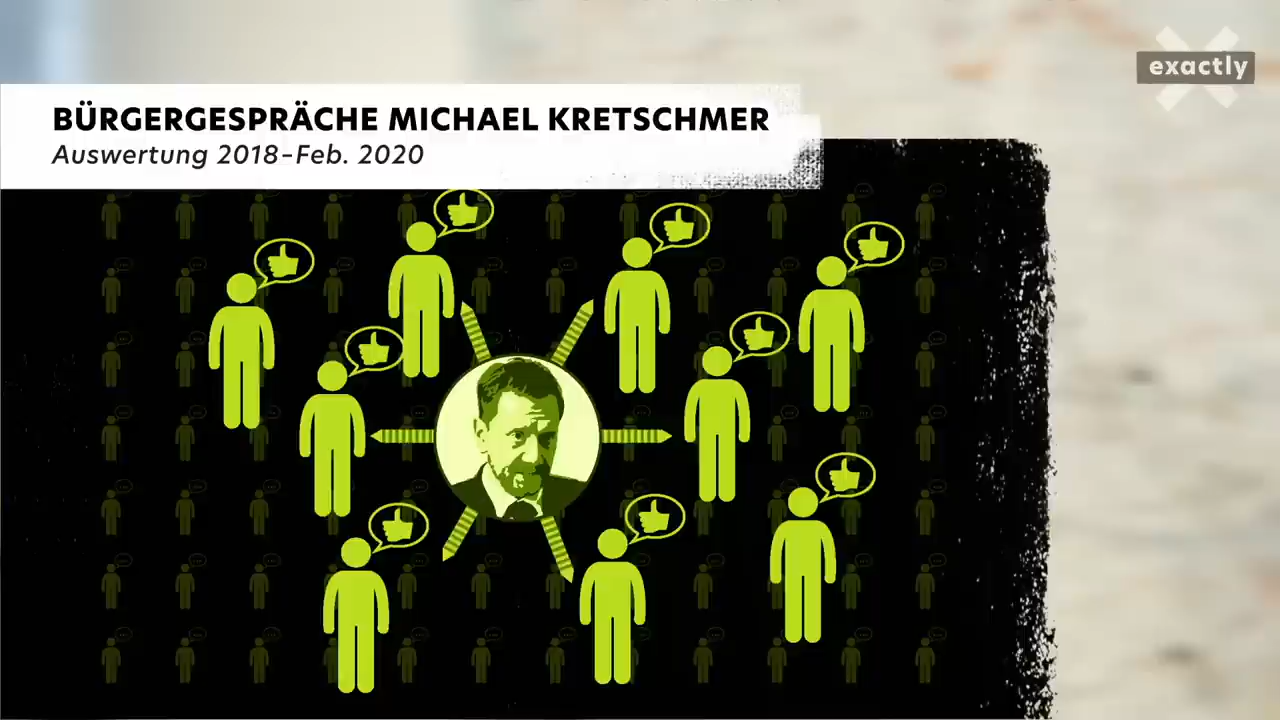 exactly
BÜRGERGESPRÄCHE MICHAEL KRETSCHMER
Auswertung 2018–Feb. 2020